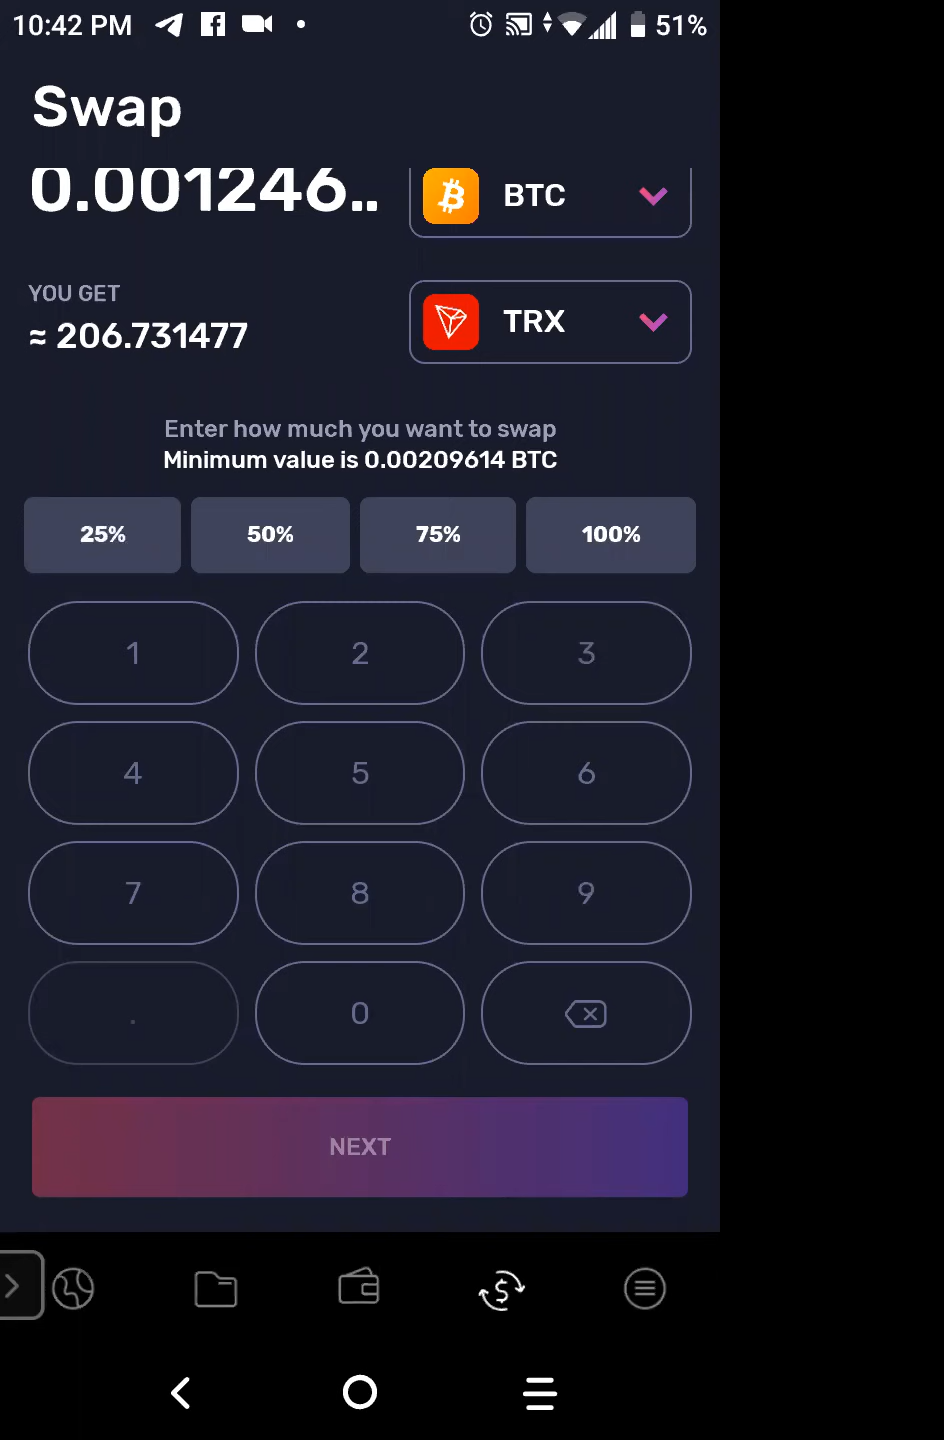 10:42 PM 51%
Swap
0.001246.. BTC
YOU GET
≈ 206.731477 TRX
Enter how much you want to swap
Minimum value is 0.00209614 BTC
25% 50% 75% 100%
1 2 3
4 5 6
7 8 9
. 0
NEXT